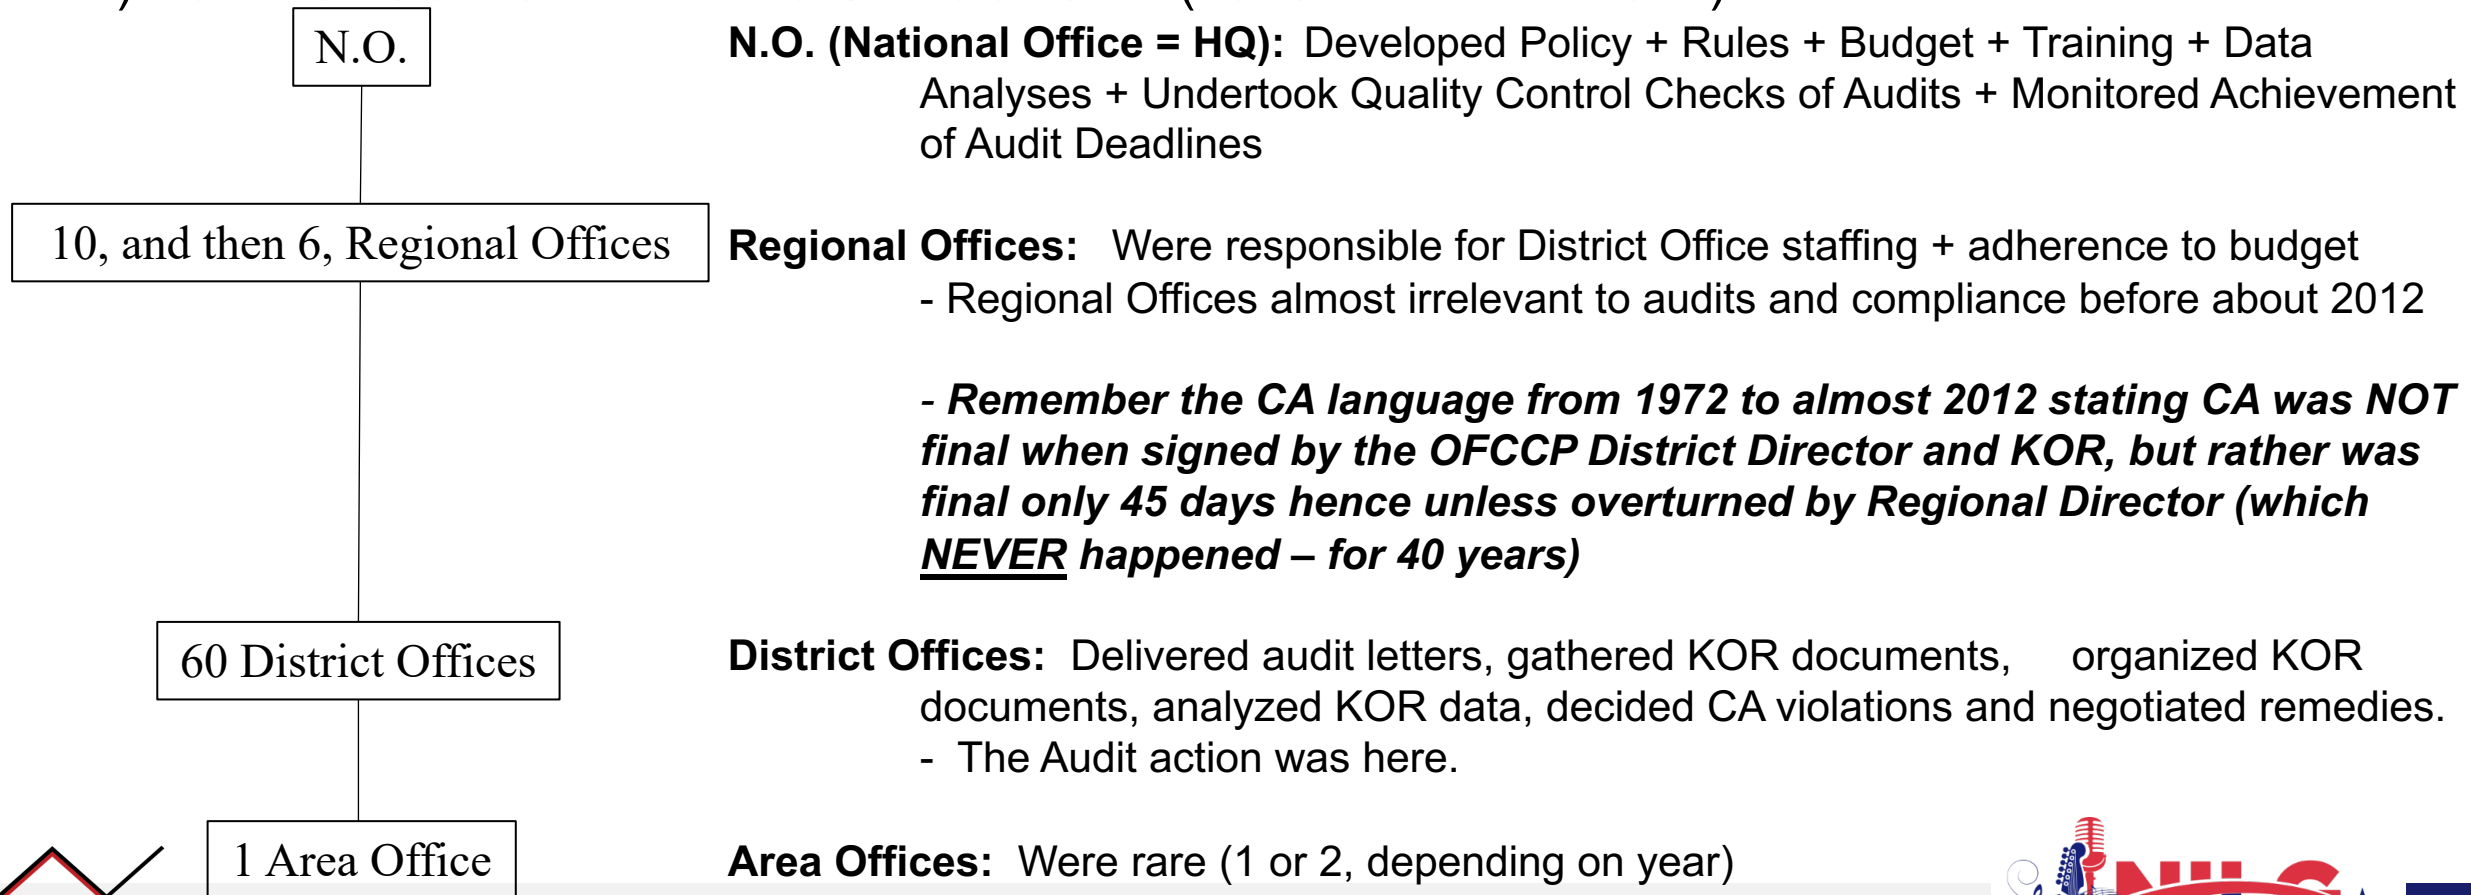 N.O.
N.O. (National Office = HQ): Developed Policy + Rules + Budget + Training + Data
Analyses + Undertook Quality Control Checks of Audits + Monitored Achievement
of Audit Deadlines
10, and then 6, Regional Offices
Regional Offices: Were responsible for District Office staffing + adherence to budget
- Regional Offices almost irrelevant to audits and compliance before about 2012
- Remember the CA language from 1972 to almost 2012 stating CA was NOT
final when signed by the OFCCP District Director and KOR, but rather was
final only 45 days hence unless overturned by Regional Director (which
NEVER happened – for 40 years)
60 District Offices
District Offices: Delivered audit letters, gathered KOR documents, organized KOR
documents, analyzed KOR data, decided CA violations and negotiated remedies.
- The Audit action was here.
1 Area Office
Area Offices: Were rare (1 or 2, depending on year)